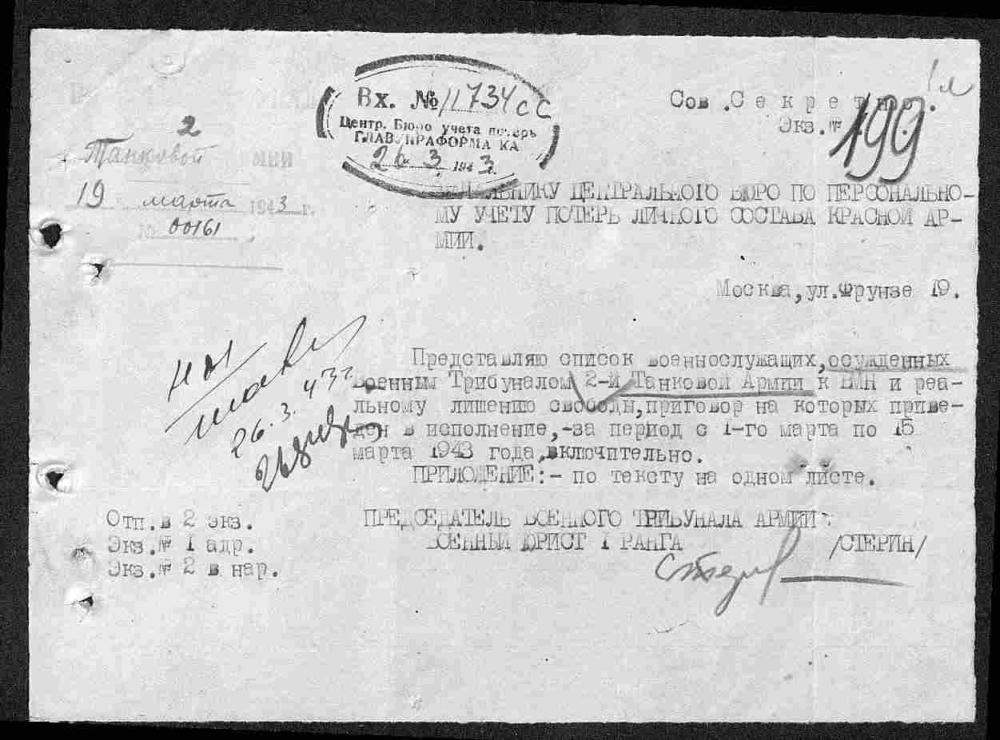 Вх. № 11734сс
Центр. Бюро учета потерь
ГЛАВУПРАФОРМА КА
26 3 1943г.
Сов.Секретно.
Экз.№
199
2
Танковой
19 марта 1943 г.
№ 00161
НАЧАЛЬНИКУ ЦЕНТРАЛЬНОГО БЮРО ПО ПЕРСОНАЛЬНО-
МУ УЧЕТУ ПОТЕРЬ ЛИЧНОГО СОСТАВА КРАСНОЙ АР-
МИИ.
Москва,ул.Фрунзе 19.
Представляю список военнослужащих,осужденных
Военным Трибуналом 2-й Танковой Армии к ВМН и реа-
льному лишению свободы,приговор на которых приве-
ден в исполнение,-за период с 1-го марта по 15
марта 1943 года,включительно.
ПРИЛОЖЕНИЕ:- по тексту на одном листе.
26.3.43г.
Отп.в 2 экз.
Экз.№ 1 адр.
Экз.№ 2 в нар.
ПРЕДСЕДАТЕЛЬ ВОЕННОГО ТРИБУНАЛА АРМИИ
ВОЕННЫЙ ЮРИСТ 1 РАНГА /СТЕРИН/